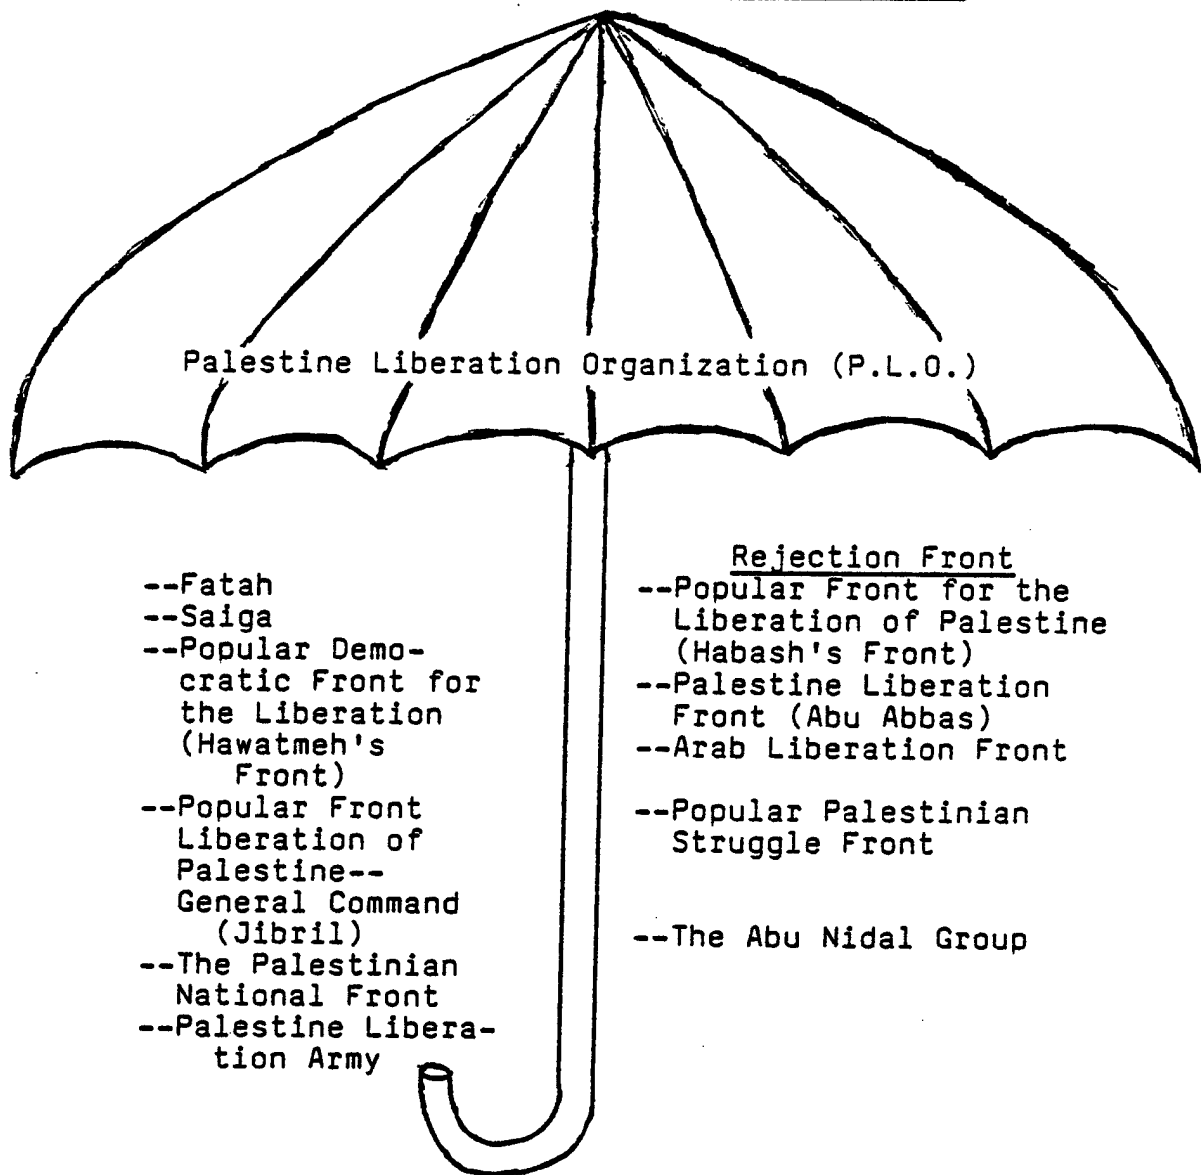 Palestine Liberation Organization (P.L.O.)
--Fatah
--Saiga
--Popular Demo-
cratic Front for
the Liberation
(Hawatmeh's
Front)
--Popular Front
Liberation of
Palestine--
General Command
(Jibril)
--The Palestinian
National Front
--Palestine Libera-
tion Army
Rejection Front
--Popular Front for the
Liberation of Palestine
(Habash's Front)
--Palestine Liberation
Front (Abu Abbas)
--Arab Liberation Front
--Popular Palestinian
Struggle Front
--The Abu Nidal Group